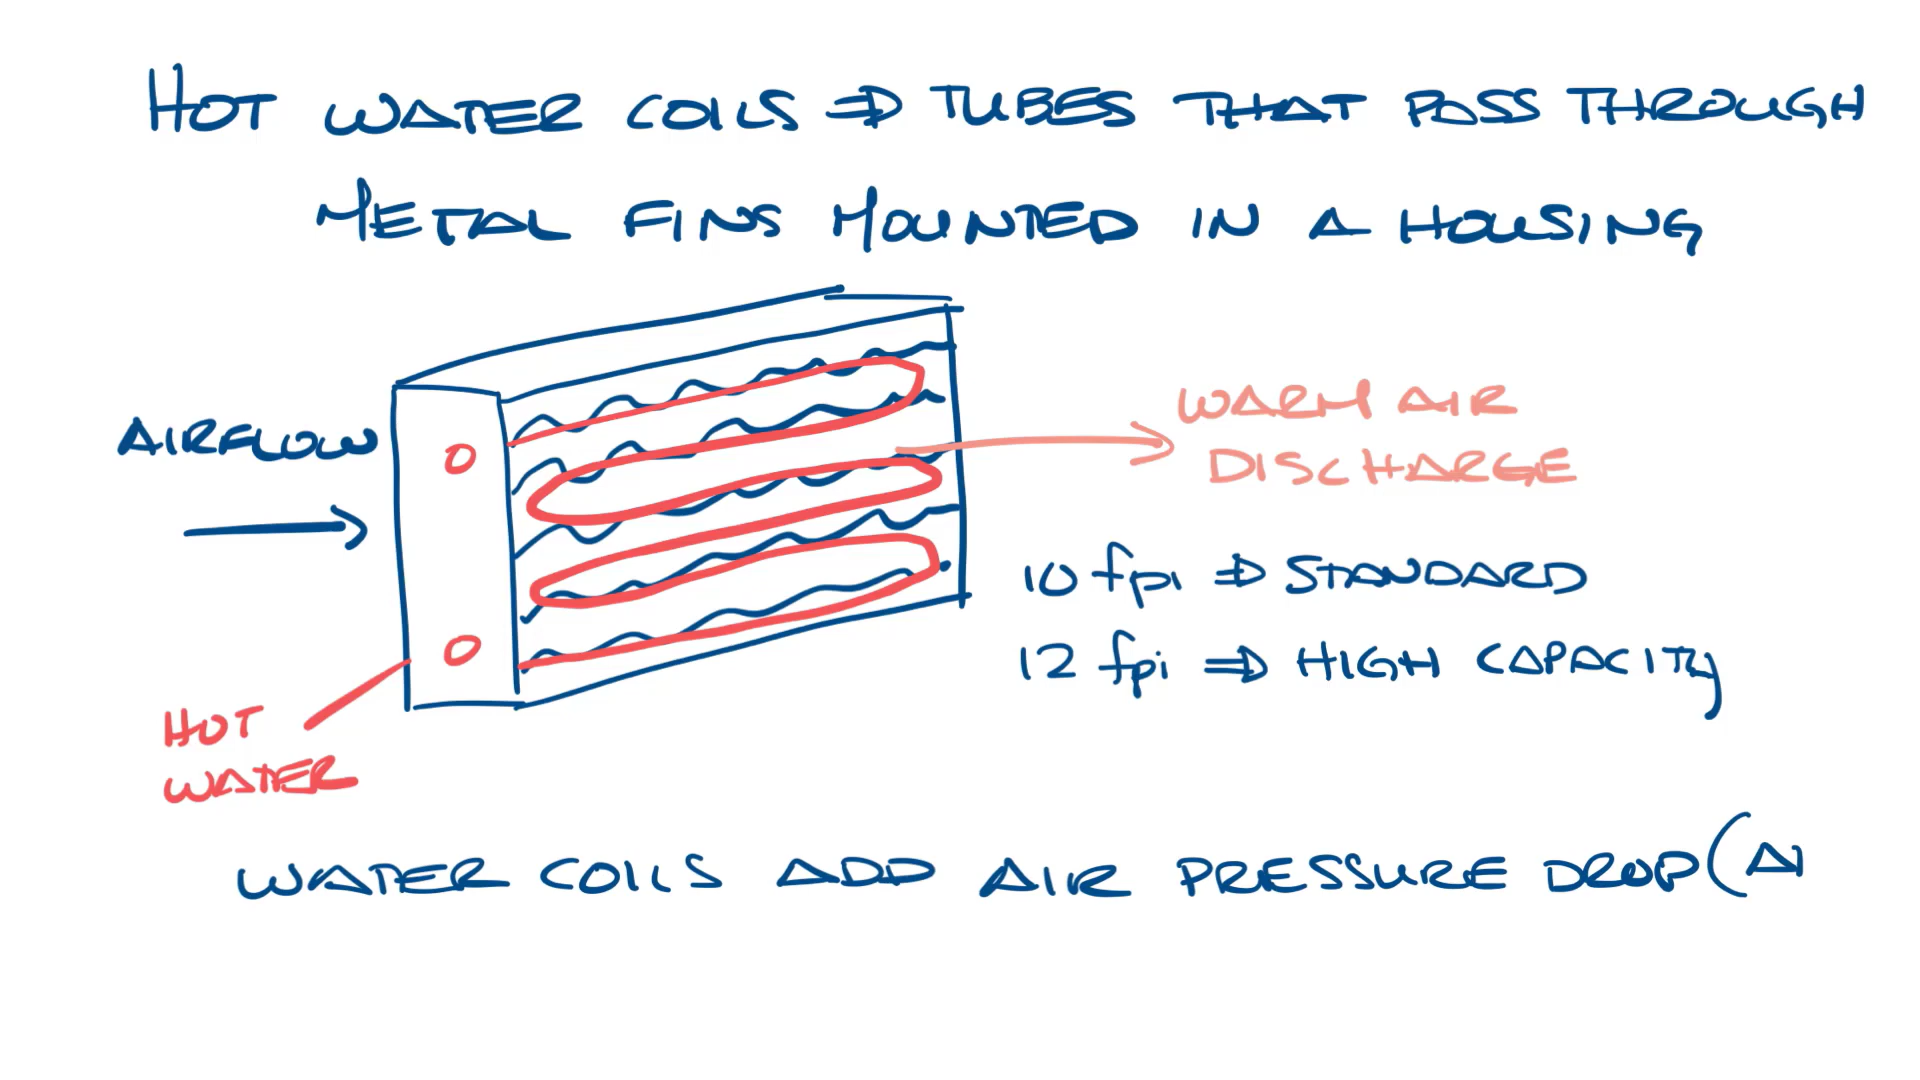 HOT WATER COILS ⇒ TUBES THAT PASS THROUGH
METAL FINS MOUNTED IN A HOUSING
AIRFLOW
WARM AIR
DISCHARGE
10 fpi ⇒ STANDARD
12 fpi ⇒ HIGH CAPACITY
HOT
WATER
WATER COILS ADD AIR PRESSURE DROP (Δ